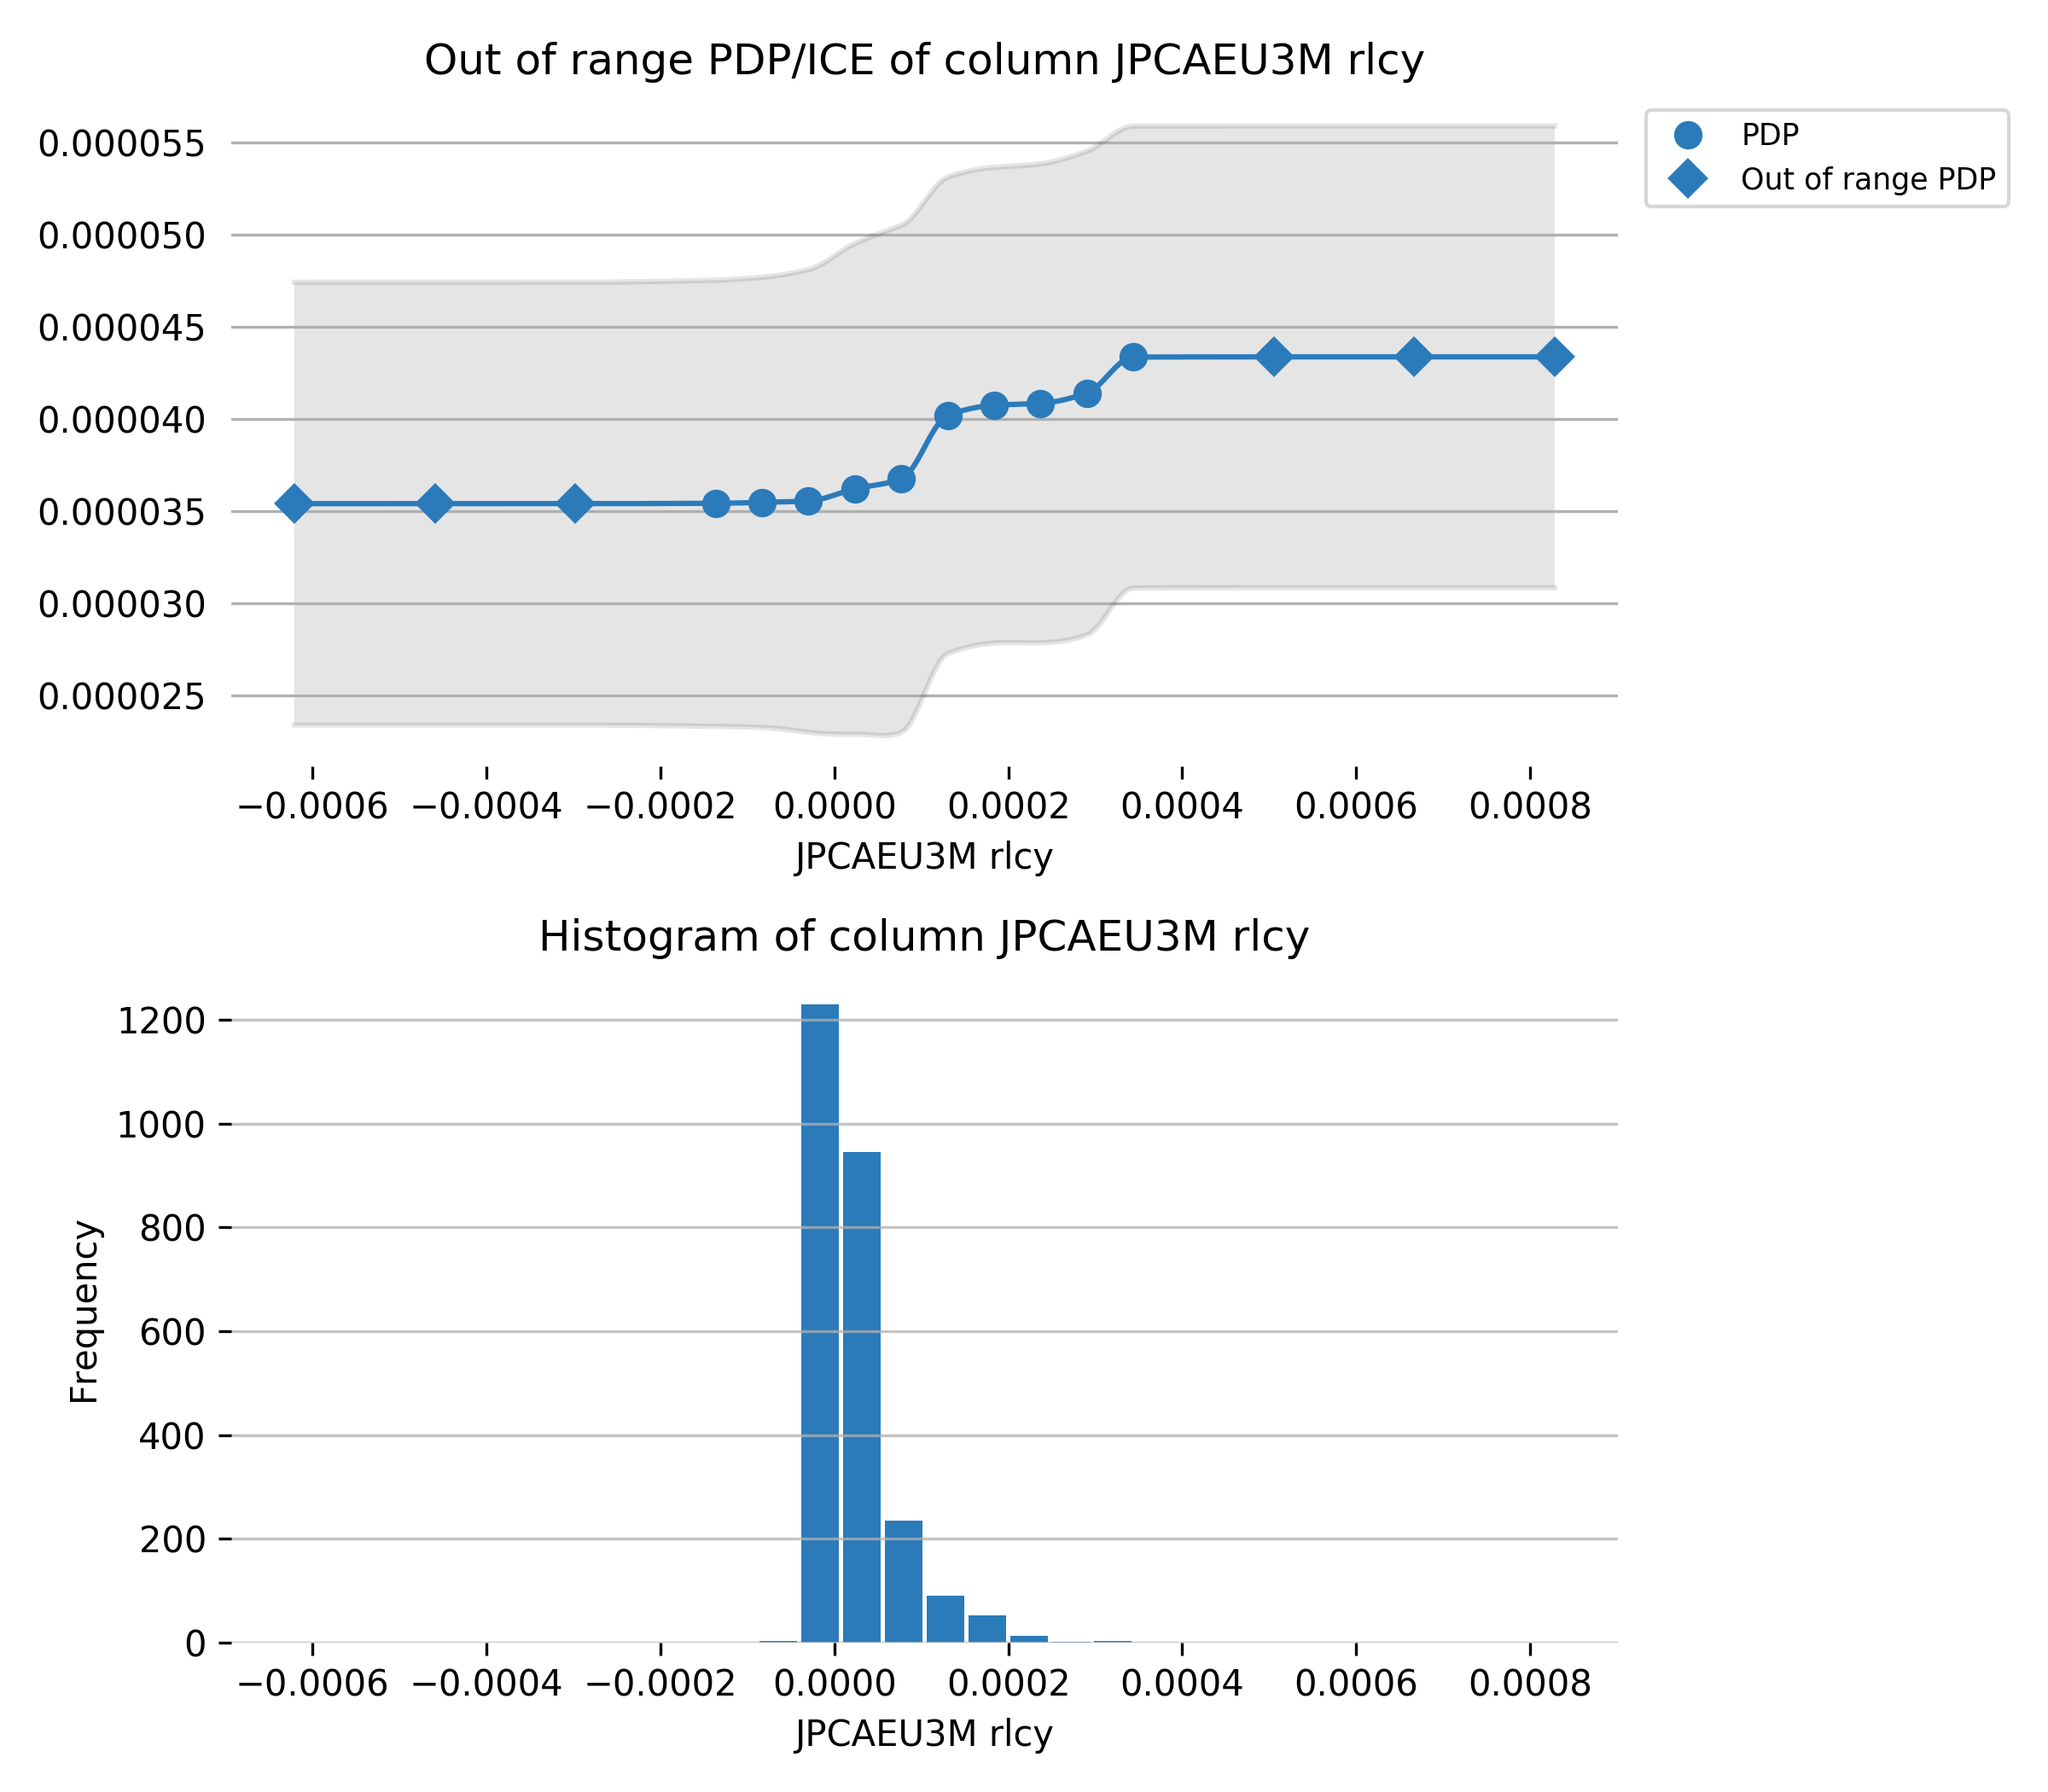 Out of range PDP/ICE of column JPCAEU3M rlcy
PDP
Out of range PDP
0.000055
0.000050
0.000045
0.000040
0.000035
0.000030
0.000025
−0.0006 −0.0004 −0.0002 0.0000 0.0002 0.0004 0.0006 0.0008
JPCAEU3M rlcy
Histogram of column JPCAEU3M rlcy
Frequency
1200
1000
800
600
400
200
0
−0.0006 −0.0004 −0.0002 0.0000 0.0002 0.0004 0.0006 0.0008
JPCAEU3M rlcy